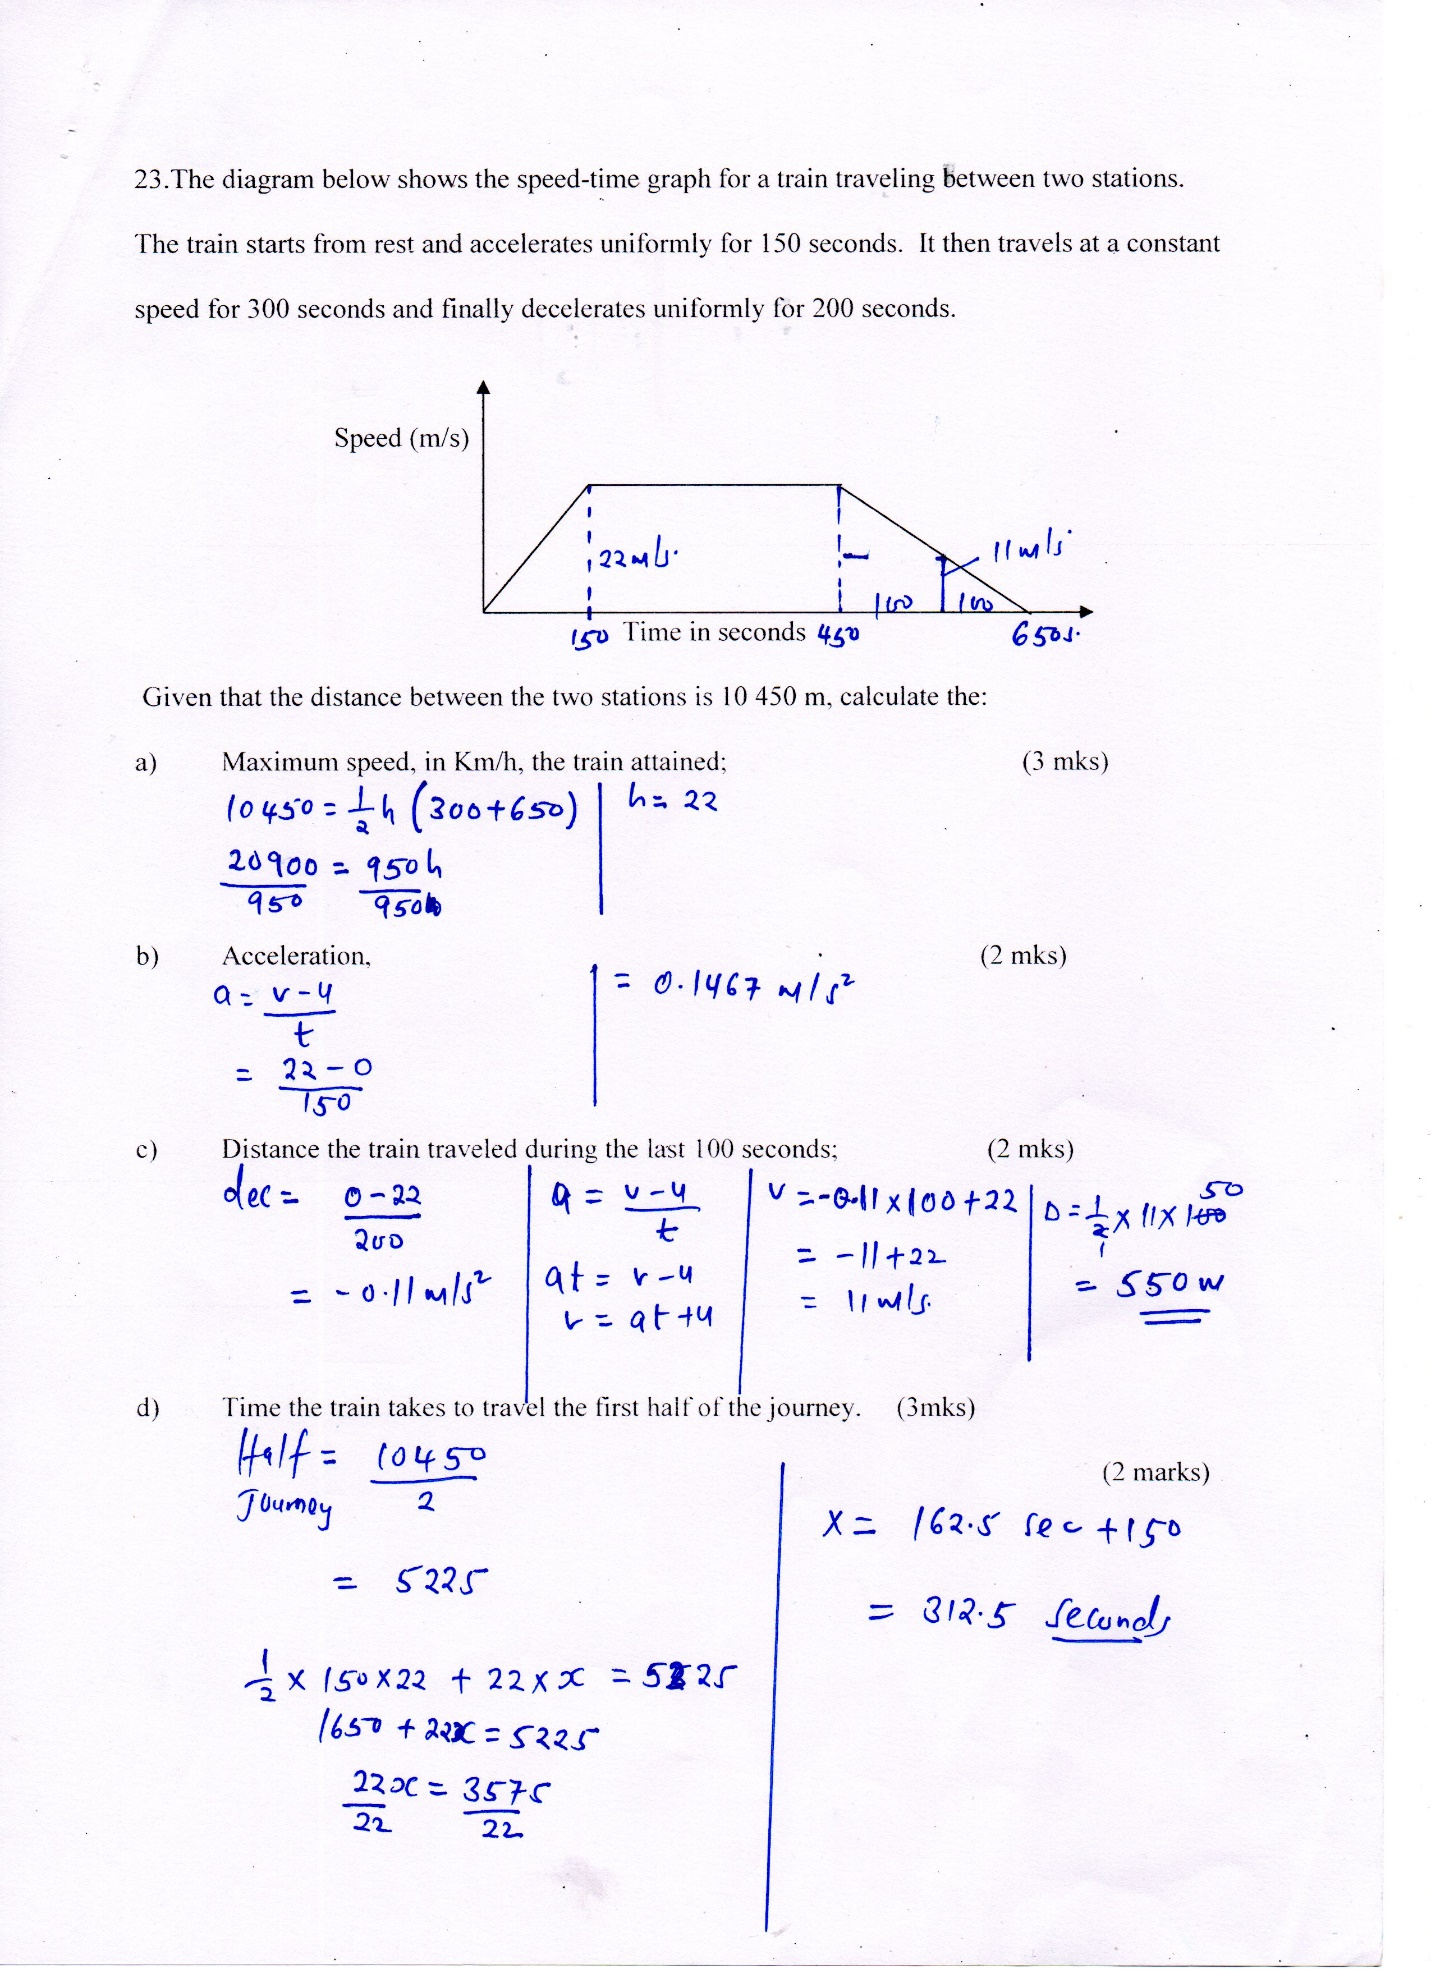 23.The diagram below shows the speed-time graph for a train traveling between two stations.
The train starts from rest and accelerates uniformly for 150 seconds. It then travels at a constant
speed for 300 seconds and finally decelerates uniformly for 200 seconds.
Speed (m/s)
22 m/s.
11 m/s
100
100
150 Time in seconds 450
650s.
Given that the distance between the two stations is 10 450 m, calculate the:
a) Maximum speed, in Km/h, the train attained; (3 mks)
10450 = 1/2 h (300+650)
20900/950 = 950h/950
h = 22
b) Acceleration, (2 mks)
a = v-u/t
= 22-0/150
= 0.1467 m/s²
c) Distance the train traveled during the last 100 seconds; (2 mks)
dec = 0-22/200
= -0.11 m/s²
a = v-u/t
at = v-u
v = at+u
v = -0.11x100+22
= -11+22
= 11 m/s.
D = 1/2 x 11 x 100 50
1
= 550 m
d) Time the train takes to travel the first half of the journey. (3mks)
Half Journey = 10450/2
= 5225
1/2 x 150x22 + 22 x x = 5225
1650 + 22x = 5225
22x/22 = 3575/22
(2 marks)
x = 162.5 sec +150
= 312.5 seconds